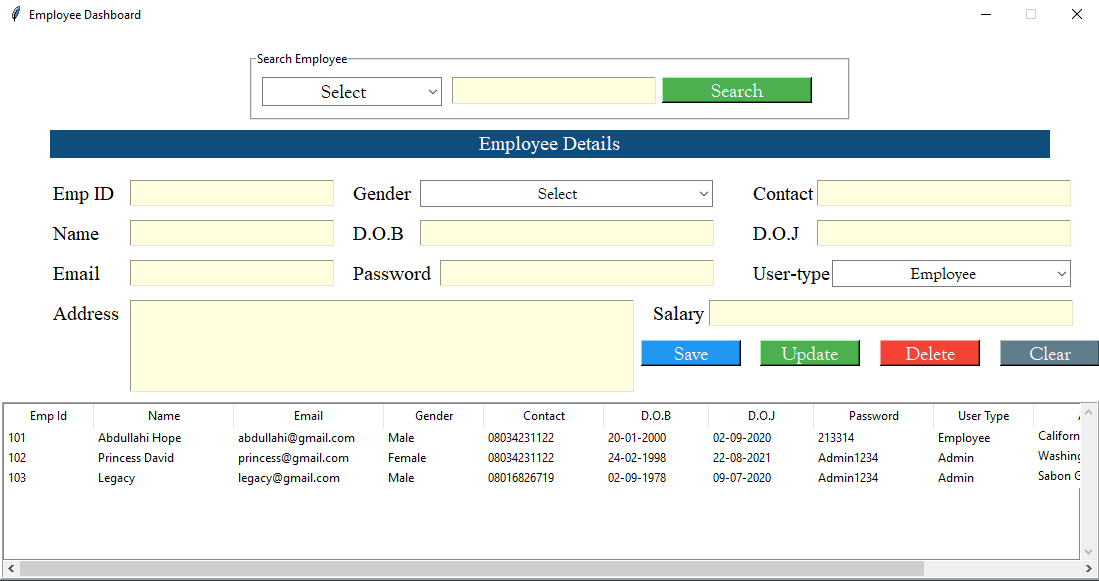 Employee Dashboard
Search Employee
Select Search
Employee Details
Emp ID Gender Select Contact
Name D.O.B D.O.J
Email Password User-type Employee
Address Salary
Save Update Delete Clear
Emp Id Name Email Gender Contact D.O.B D.O.J Password User Type
101 Abdullahi Hope abdullahi@gmail.com Male 08034231122 20-01-2000 02-09-2020 213314 Employee Californ
102 Princess David princess@gmail.com Female 08034231122 24-02-1998 22-08-2021 Admin1234 Admin Washing
103 Legacy legacy@gmail.com Male 08016826719 02-09-1978 09-07-2020 Admin1234 Admin Sabon G